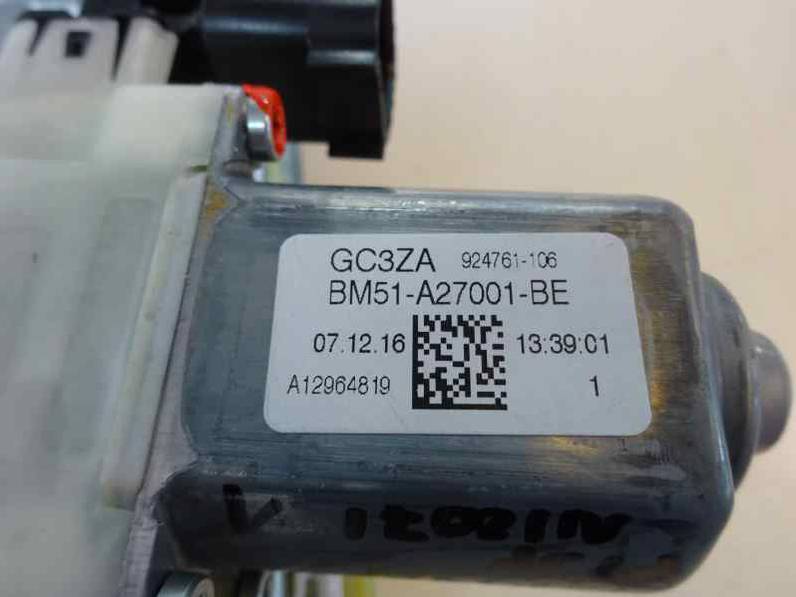 GC3ZA 924761-106
BM51-A27001-BE
07.12.16 13:39:01
A12964819 1